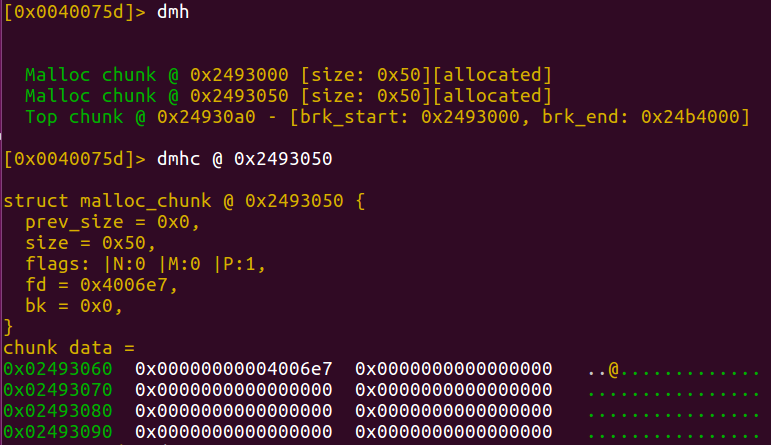 [0x0040075d]> dmh
Malloc chunk @ 0x2493000 [size: 0x50][allocated]
Malloc chunk @ 0x2493050 [size: 0x50][allocated]
Top chunk @ 0x24930a0 - [brk_start: 0x2493000, brk_end: 0x24b4000]
[0x0040075d]> dmhc @ 0x2493050
struct malloc_chunk @ 0x2493050 {
prev_size = 0x0,
size = 0x50,
flags: |N:0 |M:0 |P:1,
fd = 0x4006e7,
bk = 0x0,
}
chunk data =
0x02493060 0x00000000004006e7 0x0000000000000000 ..@.............
0x02493070 0x0000000000000000 0x0000000000000000 ................
0x02493080 0x0000000000000000 0x0000000000000000 ................
0x02493090 0x0000000000000000 0x0000000000000000 ................